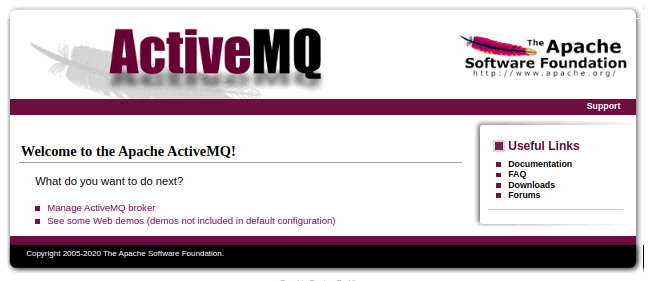 ActiveMQ
The Apache
Software Foundation
http://www.apache.org/
Support
Welcome to the Apache ActiveMQ!
What do you want to do next?
Manage ActiveMQ broker
See some Web demos (demos not included in default configuration)
Useful Links
Documentation
FAQ
Downloads
Forums
Copyright 2005-2020 The Apache Software Foundation.